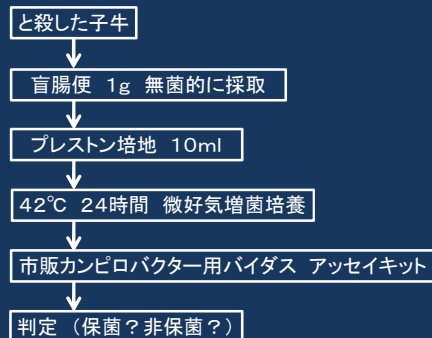 と殺した子牛
盲腸便 1g 無菌的に採取
プレストン培地 10ml
42℃ 24時間 微好気増菌培養
市販カンピロバクター用バイダス アッセイキット
判定 (保菌?非保菌?)